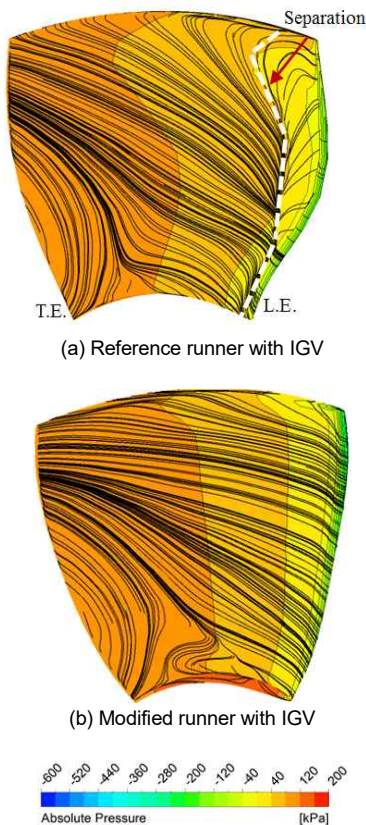 Separation
T.E.
L.E.
(a) Reference runner with IGV
(b) Modified runner with IGV
-600 -520 -440 -360 -280 -200 -120 -40 40 120 200
Absolute Pressure [kPa]